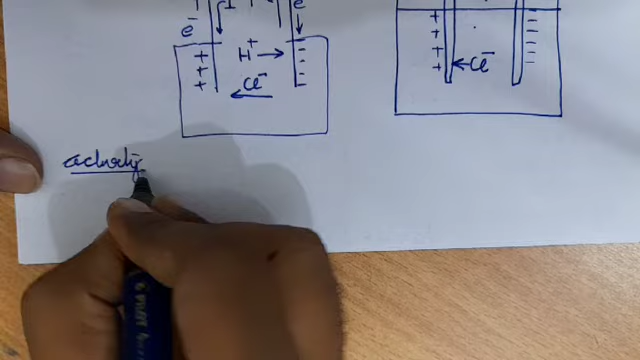 e⁻ I e
H⁺ →
Cl⁻
← Cl⁻
activity